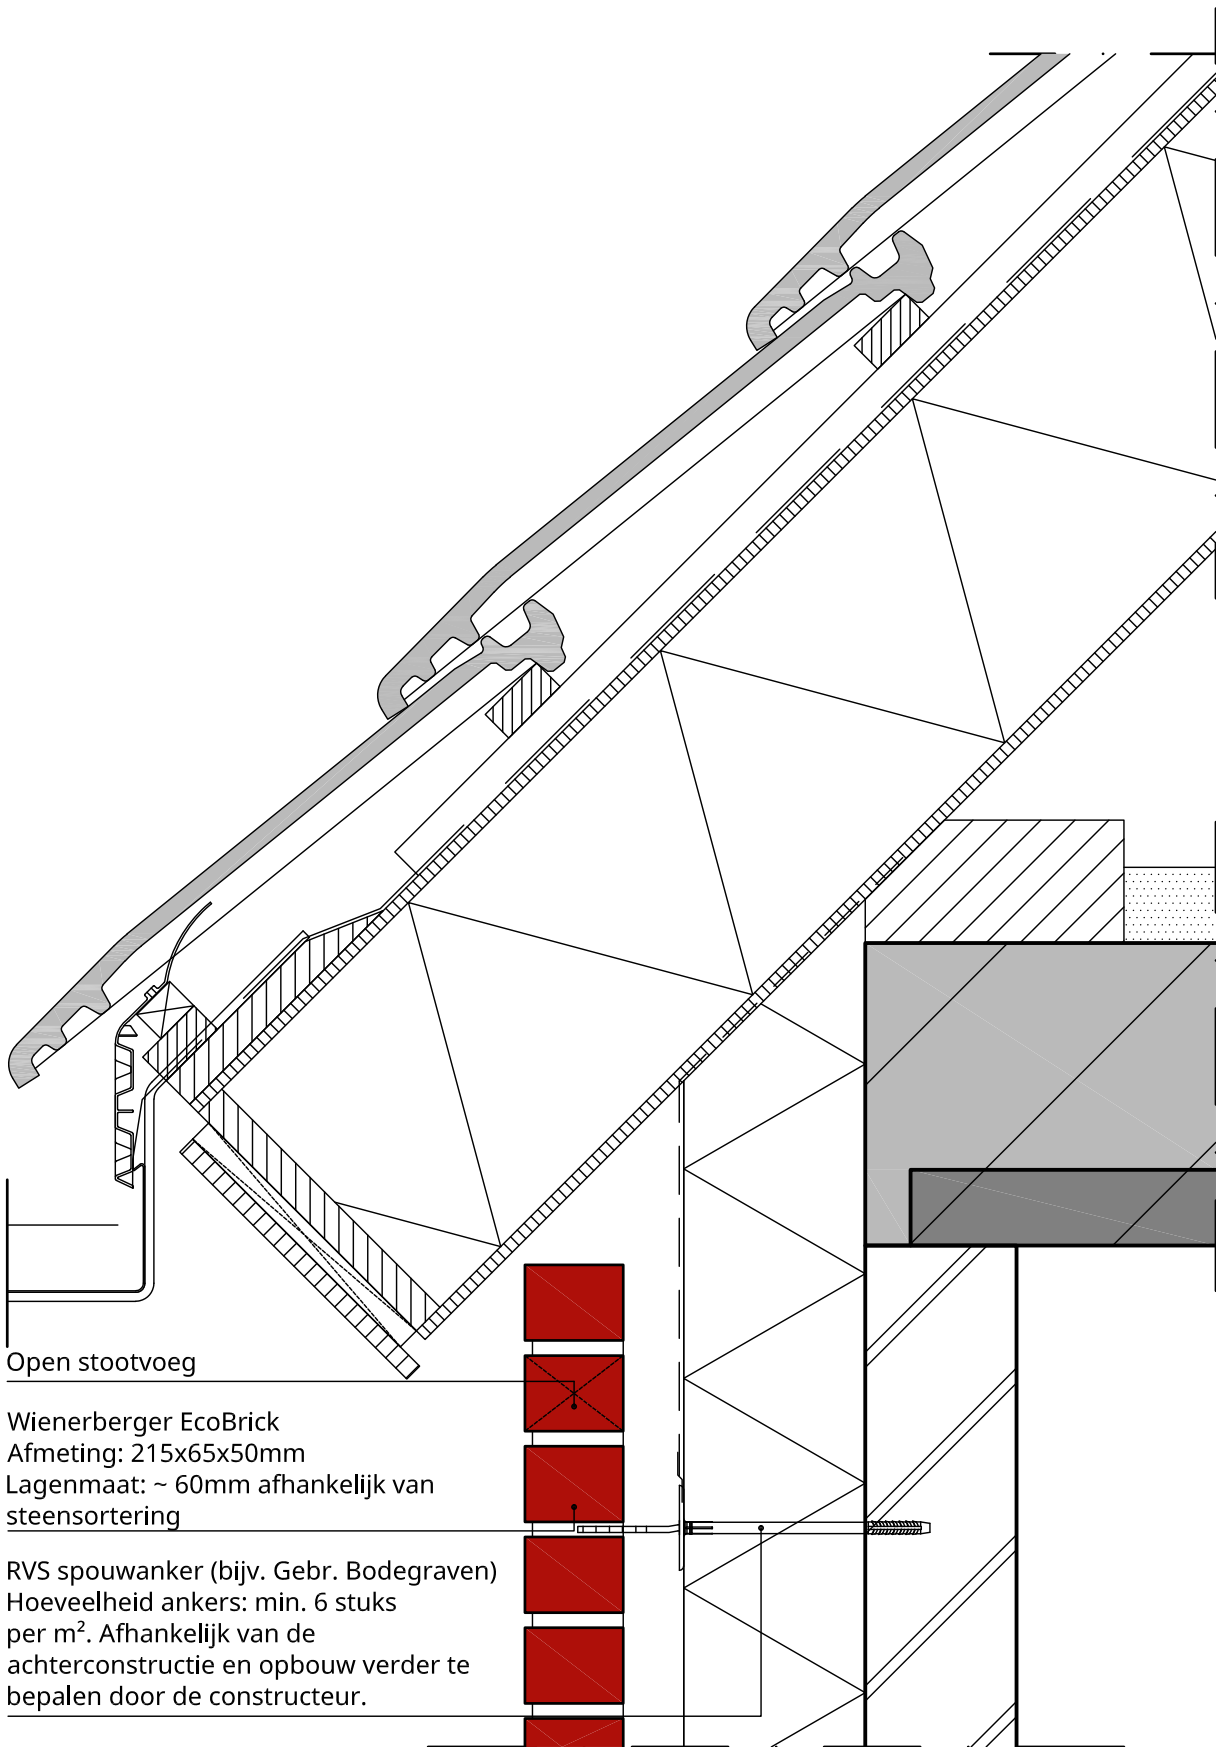 Open stootvoeg
Wienerberger EcoBrick
Afmeting: 215x65x50mm
Lagenmaat: ~ 60mm afhankelijk van
steensortering
RVS spouwanker (bijv. Gebr. Bodegraven)
Hoeveelheid ankers: min. 6 stuks
per m². Afhankelijk van de
achterconstructie en opbouw verder te
bepalen door de constructeur.